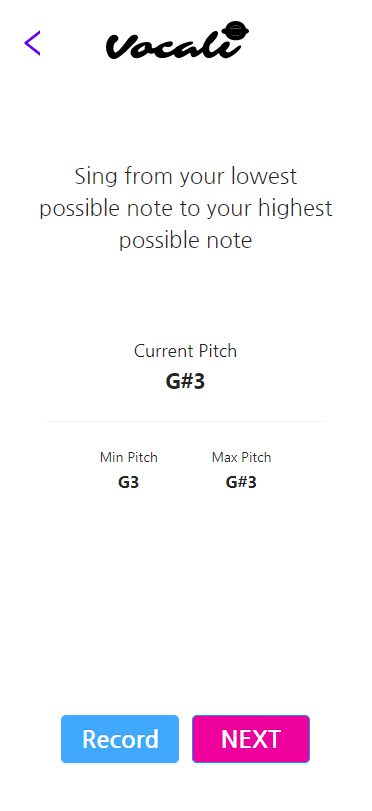 Vocali
Sing from your lowest
possible note to your highest
possible note
Current Pitch
G#3
Min Pitch Max Pitch
G3 G#3
Record NEXT